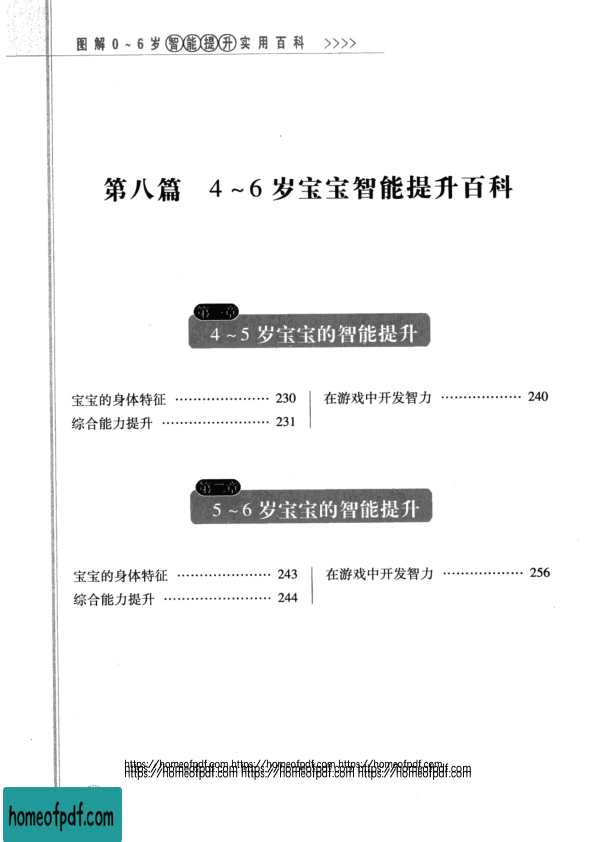 图解0~6岁智能提升实用百科 >>>>
第八篇 4~6岁宝宝智能提升百科
第一章
4~5岁宝宝的智能提升
宝宝的身体特征 ………………… 230
综合能力提升 …………………… 231
在游戏中开发智力 ……………… 240
第二章
5~6岁宝宝的智能提升
宝宝的身体特征 ………………… 243
综合能力提升 …………………… 244
在游戏中开发智力 ……………… 256
https://homeofpdf.com https://homeofpdf.com https://homeofpdf.com
https://homeofpdf.com https://homeofpdf.com https://homeofpdf.com
homeofpdf.com